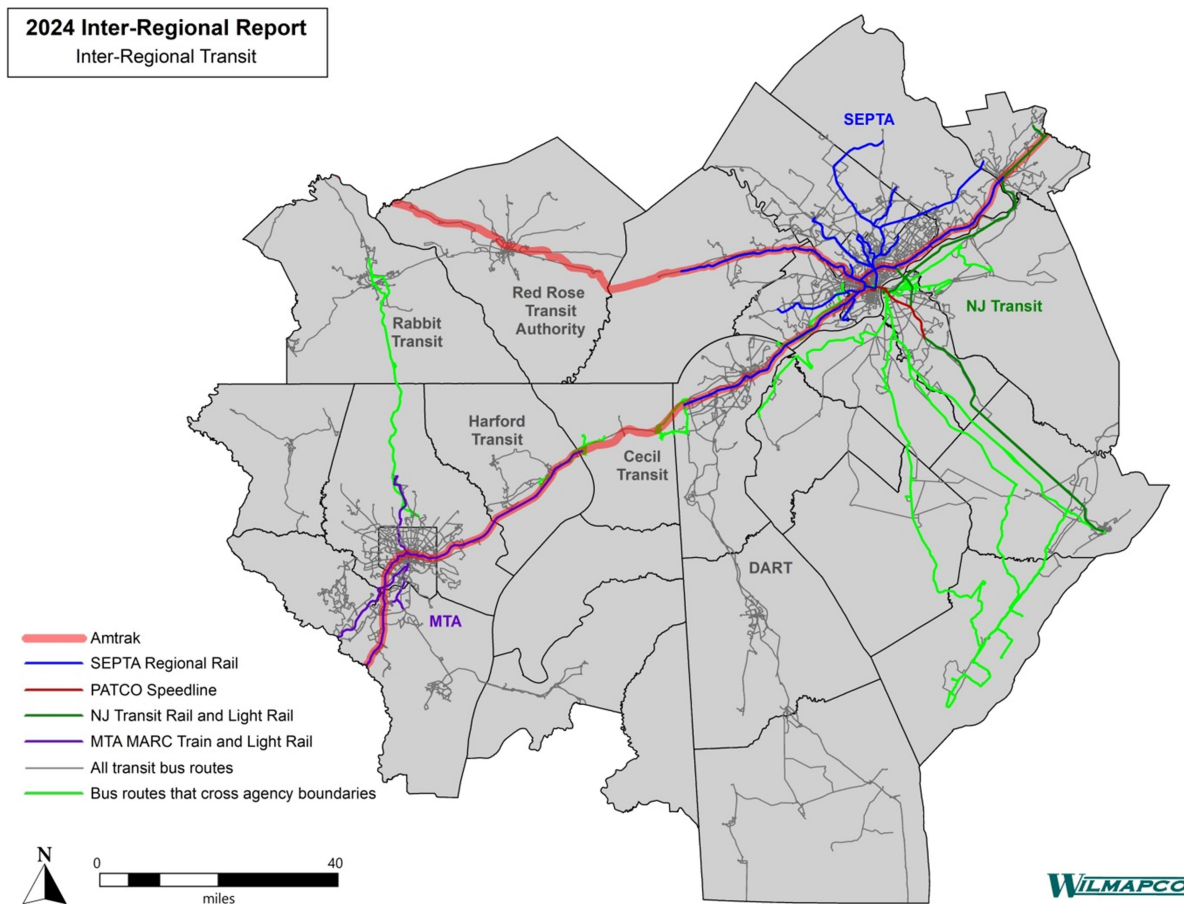 2024 Inter-Regional Report
Inter-Regional Transit
SEPTA
Red Rose
Transit
Authority
NJ Transit
Rabbit
Transit
Harford
Transit
Cecil
Transit
DART
MTA
Amtrak
SEPTA Regional Rail
PATCO Speedline
NJ Transit Rail and Light Rail
MTA MARC Train and Light Rail
All transit bus routes
Bus routes that cross agency boundaries
N
0 40
miles
WILMAPCO